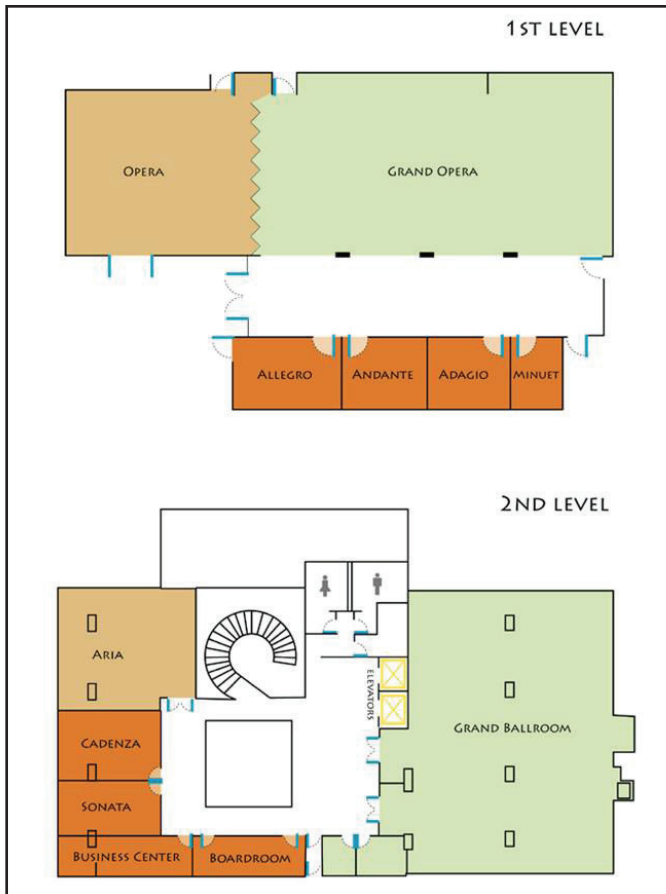 1ST LEVEL
OPERA
GRAND OPERA
ALLEGRO
ANDANTE
ADAGIO
MINUET
2ND LEVEL
ARIA
ELEVATORS
GRAND BALLROOM
CADENZA
SONATA
BUSINESS CENTER
BOARDROOM